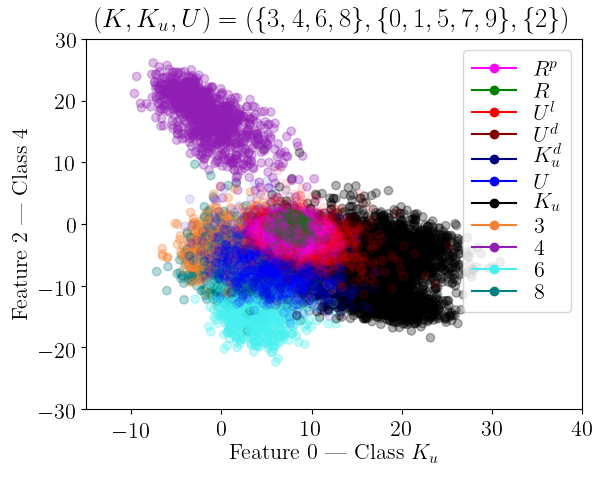 (K, K_u, U) = ({3, 4, 6, 8}, {0, 1, 5, 7, 9}, {2})
30
20
10
0
−10
−20
−30
Feature 2 — Class 4
R^p
R
U^l
U^d
K_u^d
U
K_u
3
4
6
8
−10
0
10
20
30
40
Feature 0 — Class K_u